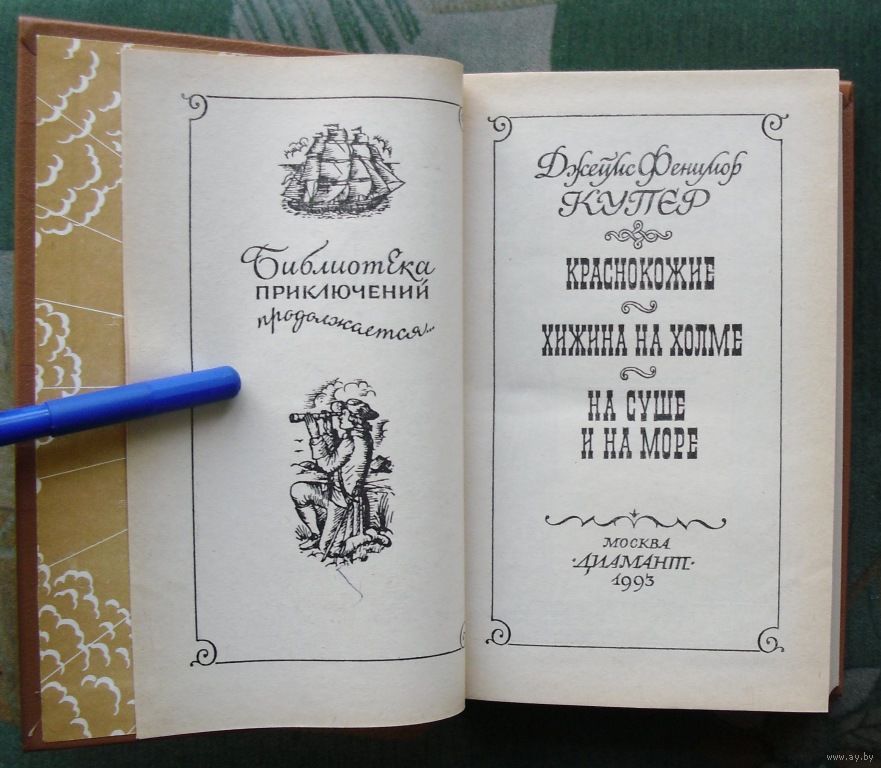 БиблиотЕка
ПРИКЛЮЧЕНИЙ
продолжается...
Джеймс Фенимор
КУПЕР
КРАСНОКОЖИЕ
ХИЖИНА НА ХОЛМЕ
НА СУШЕ
И НА МОРЕ
МОСКВА
·ДИАМАНТ·
1993
www.ay.by